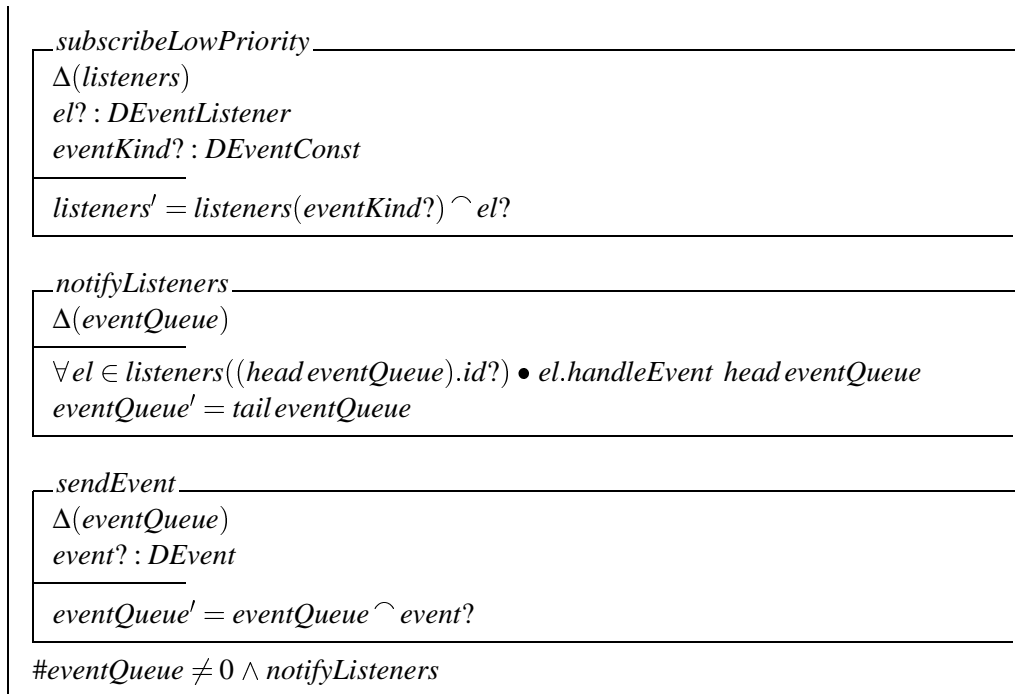 subscribeLowPriority
Δ(listeners)
el? : DEventListener
eventKind? : DEventConst
listeners′ = listeners(eventKind?) ⌢ el?
notifyListeners
Δ(eventQueue)
∀ el ∈ listeners((head eventQueue).id?) • el.handleEvent head eventQueue
eventQueue′ = tail eventQueue
sendEvent
Δ(eventQueue)
event? : DEvent
eventQueue′ = eventQueue ⌢ event?
#eventQueue ≠ 0 ∧ notifyListeners